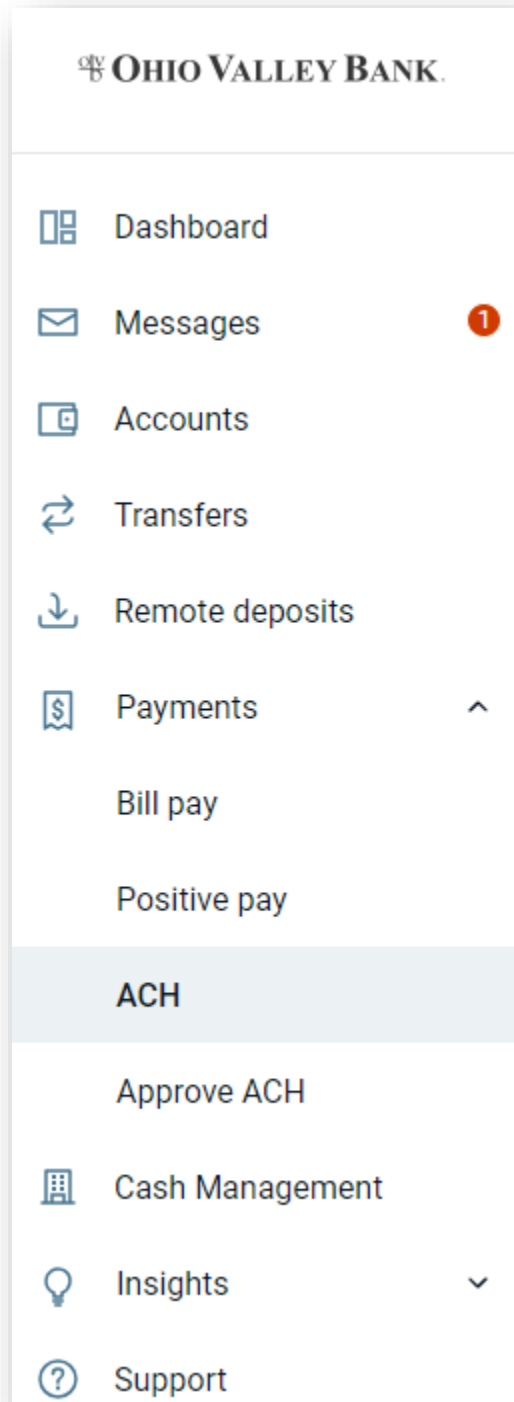 OVB OHIO VALLEY BANK.
Dashboard
Messages 1
Accounts
Transfers
Remote deposits
$ Payments
Bill pay
Positive pay
ACH
Approve ACH
Cash Management
Insights
? Support